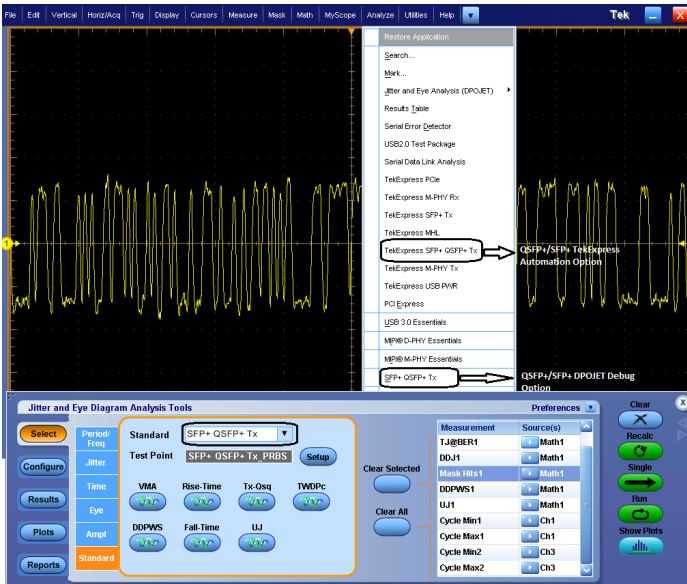 File Edit Vertical Horiz/Acq Trig Display Cursors Measure Mask Math MyScope Analyze Utilities Help Tek X
Restore Application
Search...
Mark...
Jitter and Eye Analysis (DPOJET)
Results Table
Serial Error Detector
USB2.0 Test Package
Serial Data Link Analysis
TekExpress PCIe
TekExpress M-PHY Rx
TekExpress SFP+ Tx
TekExpress MHL
TekExpress SFP+ QSFP+ Tx
QSFP+/SFP+ TekExpress
Automation Option
TekExpress M-PHY Tx
TekExpress USB PWR
PCI Express
USB 3.0 Essentials
MIPI® D-PHY Essentials
MIPI® M-PHY Essentials
SFP+ QSFP+ Tx
QSFP+/SFP+ DPOJET Debug
Option
1
Jitter and Eye Diagram Analysis Tools
Preferences
Clear
X
Select
Configure
Results
Plots
Reports
Period/
Freq
Jitter
Time
Eye
Ampl
Standard
Standard SFP+ QSFP+ Tx
Test Point SFP+ QSFP+ Tx_PRBS Setup
VMA Rise-Time Tx-Qsq TWDPc
DDPWS Fall-Time UJ
Clear Selected
Clear All
Measurement Source(s)
TJ@BER1 Math1
DDJ1 Math1
Mask Hits1 Math1
DDPWS1 Math1
UJ1 Math1
Cycle Min1 Ch1
Cycle Max1 Ch1
Cycle Min2 Ch3
Cycle Max2 Ch3
Recalc
Single
Run
Show Plots